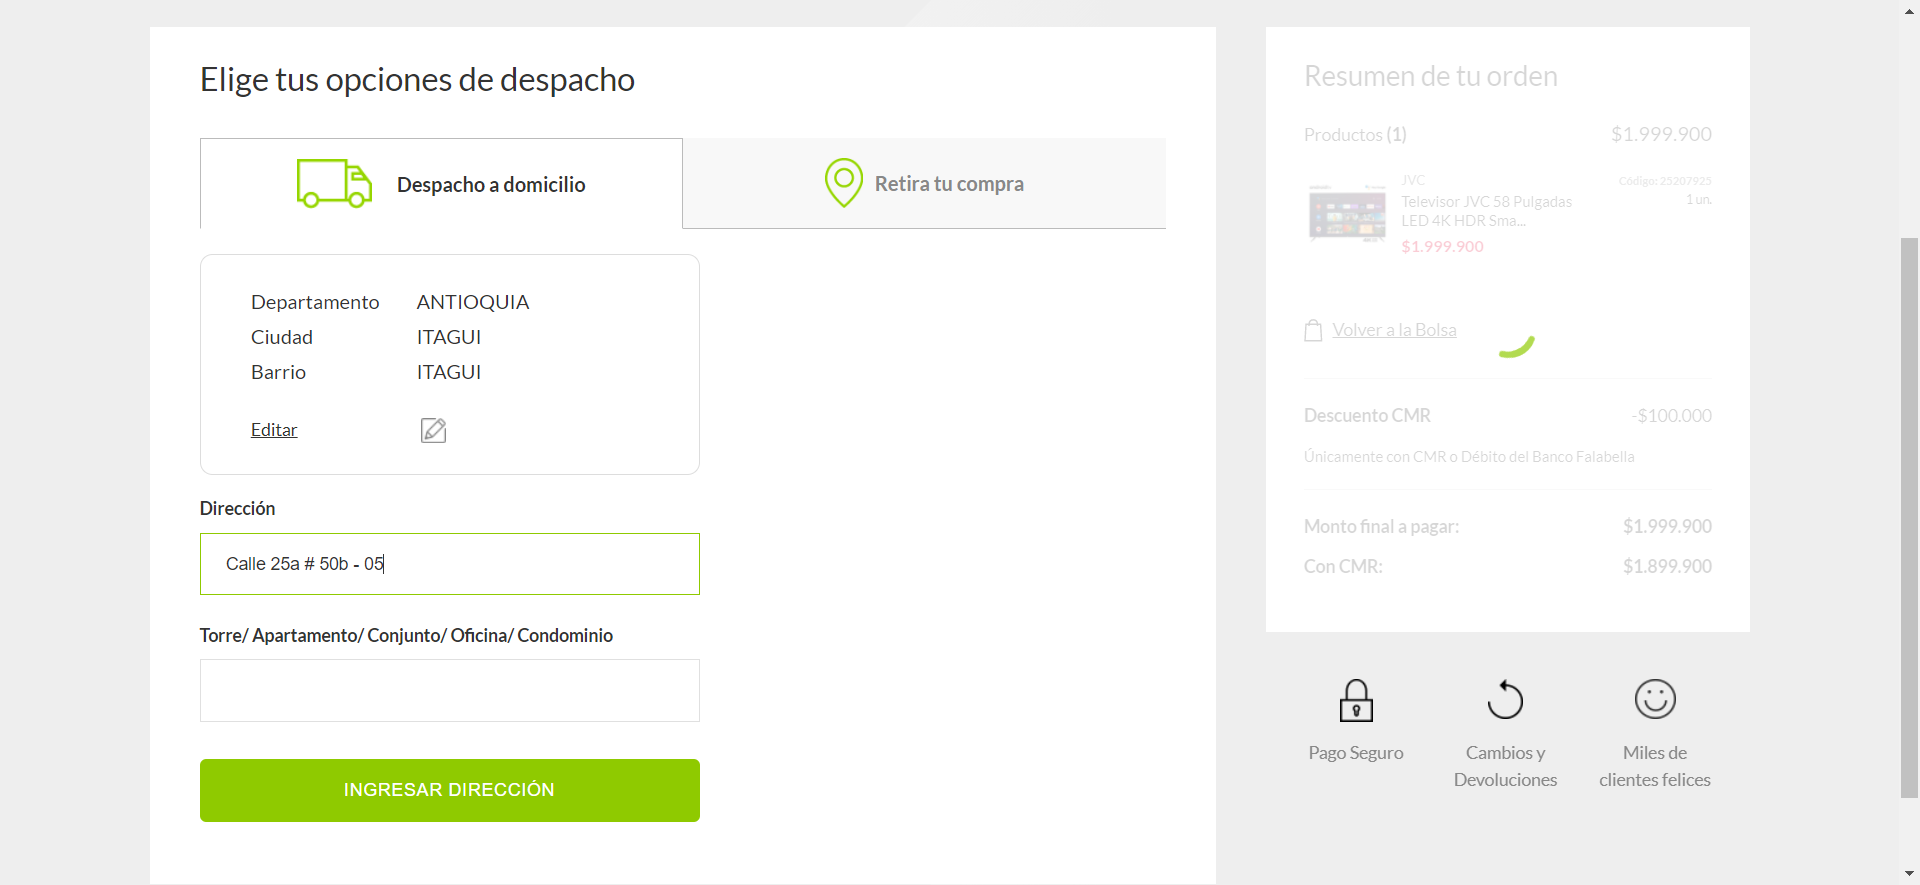 Elige tus opciones de despacho
Despacho a domicilio
Retira tu compra
Departamento ANTIOQUIA
Ciudad ITAGUI
Barrio ITAGUI
Editar
Dirección
Calle 25a # 50b - 05
Torre/ Apartamento/ Conjunto/ Oficina/ Condominio
INGRESAR DIRECCIÓN
Resumen de tu orden
Productos (1) $1.999.900
JVC Código: 25207925
Televisor JVC 58 Pulgadas 1 un.
LED 4K HDR Sma...
$1.999.900
Volver a la Bolsa
Descuento CMR -$100.000
Únicamente con CMR o Débito del Banco Falabella
Monto final a pagar: $1.999.900
Con CMR: $1.899.900
Pago Seguro
Cambios y
Devoluciones
Miles de
clientes felices